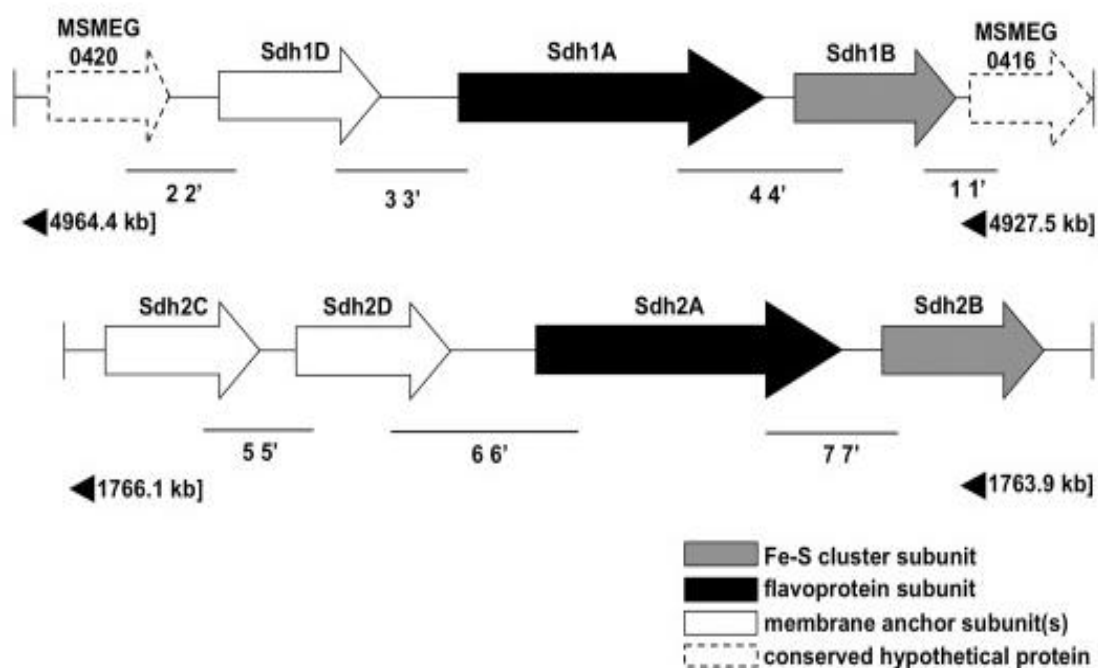 MSMEG
0420
Sdh1D
Sdh1A
Sdh1B
MSMEG
0416
2 2'
3 3'
4 4'
1 1'
4964.4 kb]
4927.5 kb]
Sdh2C
Sdh2D
Sdh2A
Sdh2B
5 5'
6 6'
7 7'
1766.1 kb]
1763.9 kb]
Fe-S cluster subunit
flavoprotein subunit
membrane anchor subunit(s)
conserved hypothetical protein